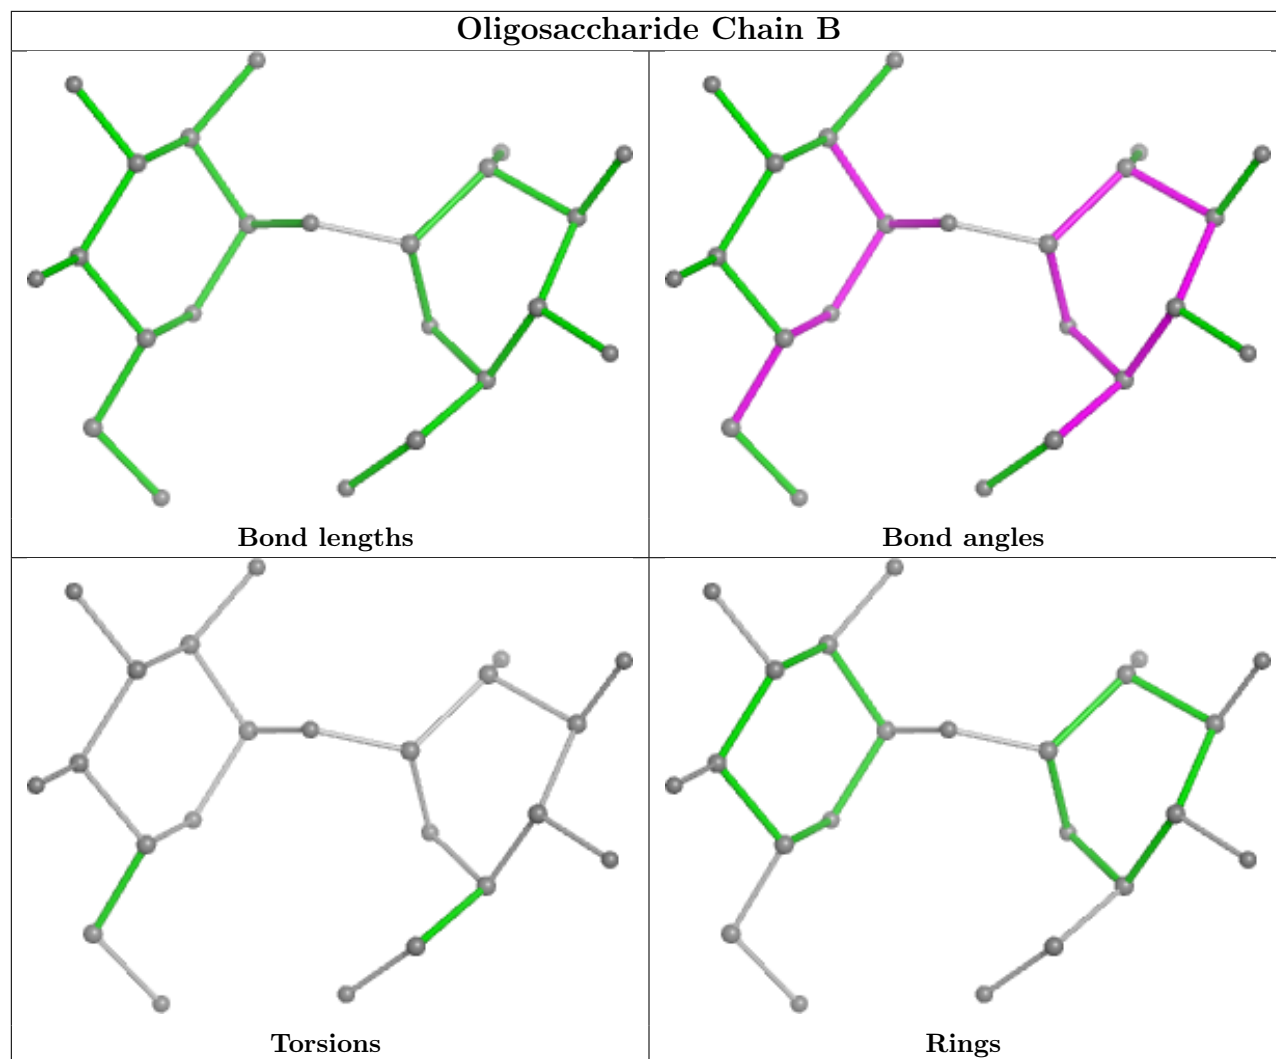 Oligosaccharide Chain B
Bond lengths
Bond angles
Torsions
Rings